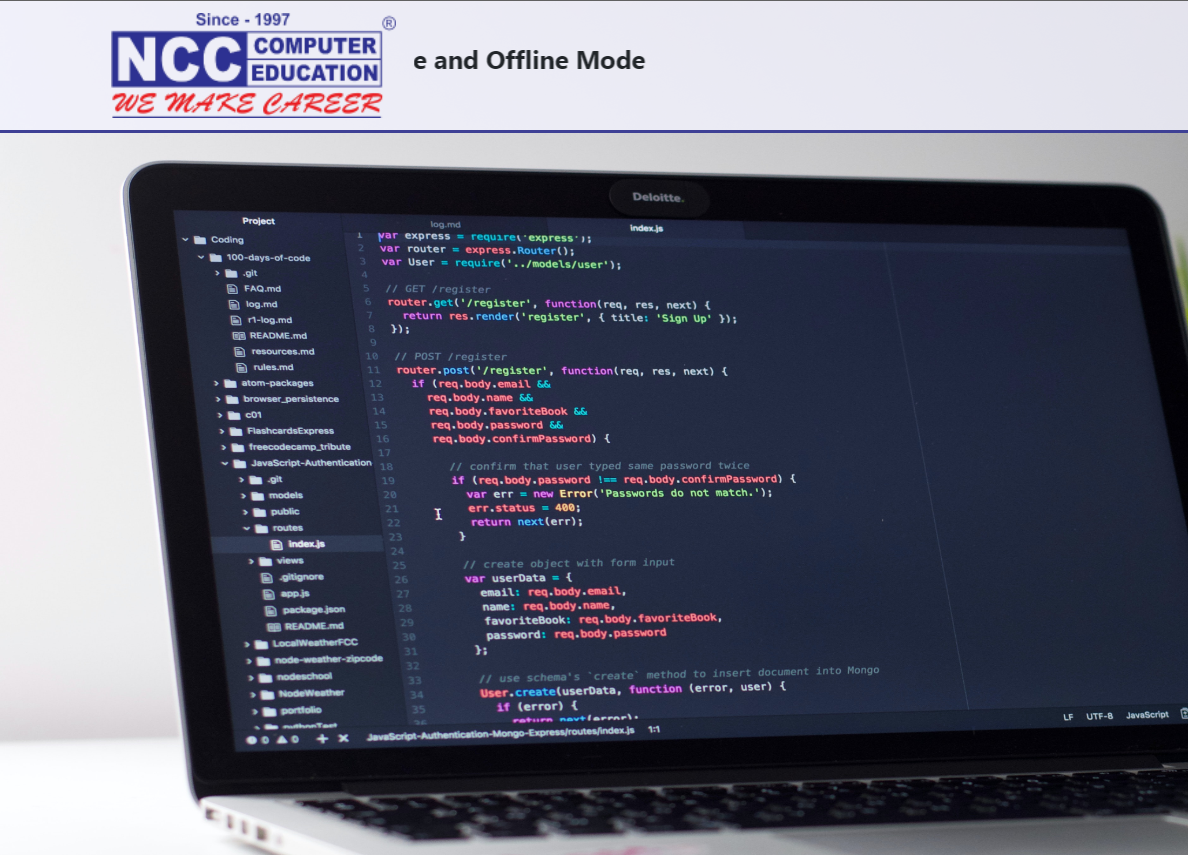 Since - 1997
®
NCC COMPUTER EDUCATION
WE MAKE CAREER
e and Offline Mode
Deloitte.
Project
log.md
index.js
Coding
100-days-of-code
.git
FAQ.md
log.md
r1-log.md
README.md
resources.md
rules.md
atom-packages
browser_persistence
c01
FlashcardsExpress
freecodecamp_tribute
JavaScript-Authentication
.git
models
public
routes
index.js
views
.gitignore
app.js
package.json
README.md
LocalWeatherFCC
node-weather-zipcode
nodeschool
NodeWeather
portfolio
pythonTest
1 var express = require('express');
2 var router = express.Router();
3 var User = require('../models/user');
4
5 // GET /register
6 router.get('/register', function(req, res, next) {
7 return res.render('register', { title: 'Sign Up' });
8 });
9
10 // POST /register
11 router.post('/register', function(req, res, next) {
12 if (req.body.email &&
13 req.body.name &&
14 req.body.favoriteBook &&
15 req.body.password &&
16 req.body.confirmPassword) {
17
18 // confirm that user typed same password twice
19 if (req.body.password !== req.body.confirmPassword) {
20 var err = new Error('Passwords do not match.');
21 err.status = 400;
22 return next(err);
23 }
24
25 // create object with form input
26 var userData = {
27 email: req.body.email,
28 name: req.body.name,
29 favoriteBook: req.body.favoriteBook,
30 password: req.body.password
31 };
32
33 // use schema's `create` method to insert document into Mongo
34 User.create(userData, function (error, user) {
35 if (error) {
36 return next(error);
0 0 + × JavaScript-Authentication-Mongo-Express/routes/index.js 1:1
LF UTF-8 JavaScript